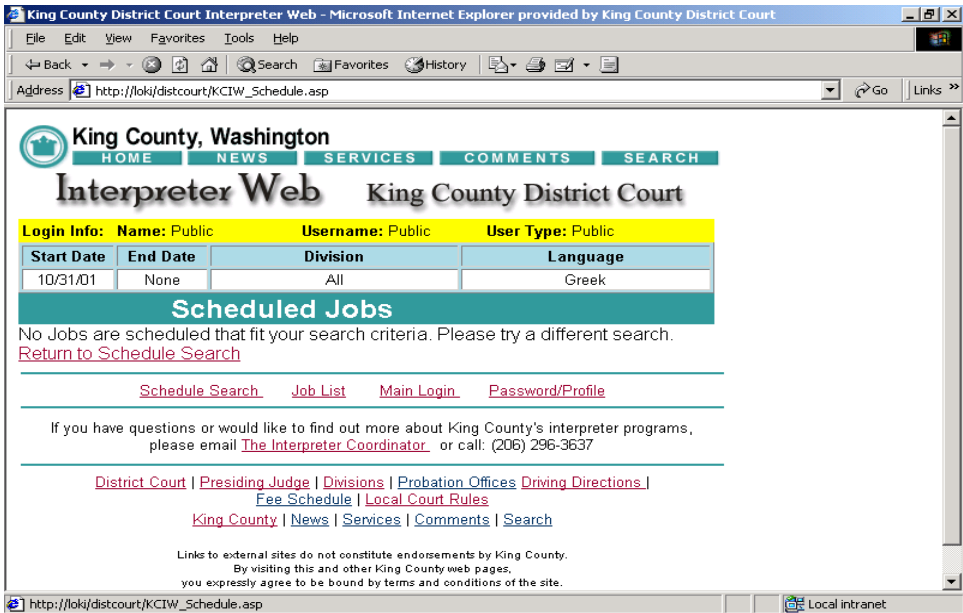 King County District Court Interpreter Web - Microsoft Internet Explorer provided by King County District Court
File Edit View Favorites Tools Help
Back Search Favorites History
Address http://loki/distcourt/KCIW_Schedule.asp Go Links »
King County, Washington
HOME NEWS SERVICES COMMENTS SEARCH
Interpreter Web King County District Court
Login Info: Name: Public Username: Public User Type: Public
Start Date End Date Division Language
10/31/01 None All Greek
Scheduled Jobs
No Jobs are scheduled that fit your search criteria. Please try a different search.
Return to Schedule Search
Schedule Search Job List Main Login Password/Profile
If you have questions or would like to find out more about King County's interpreter programs,
please email The Interpreter Coordinator or call: (206) 296-3637
District Court | Presiding Judge | Divisions | Probation Offices Driving Directions |
Fee Schedule | Local Court Rules
King County | News | Services | Comments | Search
Links to external sites do not constitute endorsements by King County.
By visiting this and other King County web pages,
you expressly agree to be bound by terms and conditions of the site.
http://loki/distcourt/KCIW_Schedule.asp Local intranet